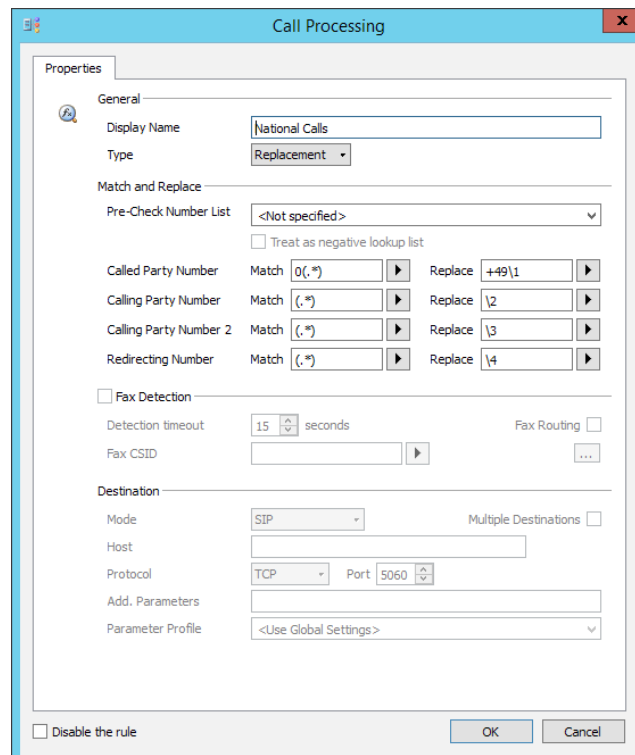 Call Processing
x
Properties
General
Display Name National Calls
Type Replacement
Match and Replace
Pre-Check Number List <Not specified>
Treat as negative lookup list
Called Party Number Match 0(.*) Replace +49\1
Calling Party Number Match (.*) Replace \2
Calling Party Number 2 Match (.*) Replace \3
Redirecting Number Match (.*) Replace \4
Fax Detection
Detection timeout 15 seconds Fax Routing
Fax CSID ...
Destination
Mode SIP Multiple Destinations
Host
Protocol TCP Port 5060
Add. Parameters
Parameter Profile <Use Global Settings>
Disable the rule OK Cancel